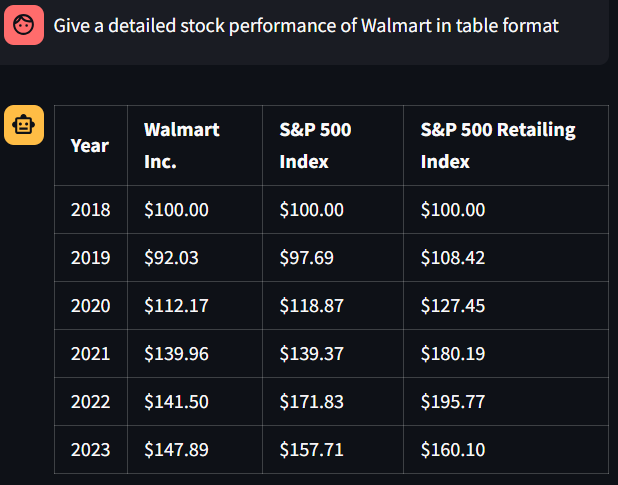 Give a detailed stock performance of Walmart in table format
Year Walmart Inc. S&P 500 Index S&P 500 Retailing Index
2018 $100.00 $100.00 $100.00
2019 $92.03 $97.69 $108.42
2020 $112.17 $118.87 $127.45
2021 $139.96 $139.37 $180.19
2022 $141.50 $171.83 $195.77
2023 $147.89 $157.71 $160.10